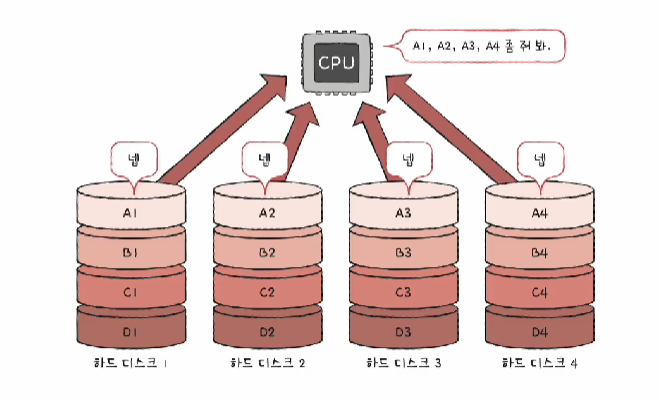 CPU
A1, A2, A3, A4 좀 줘 봐.
넵 넵 넵 넵
A1 A2 A3 A4
B1 B2 B3 B4
C1 C2 C3 C4
D1 D2 D3 D4
하드 디스크 1 하드 디스크 2 하드 디스크 3 하드 디스크 4